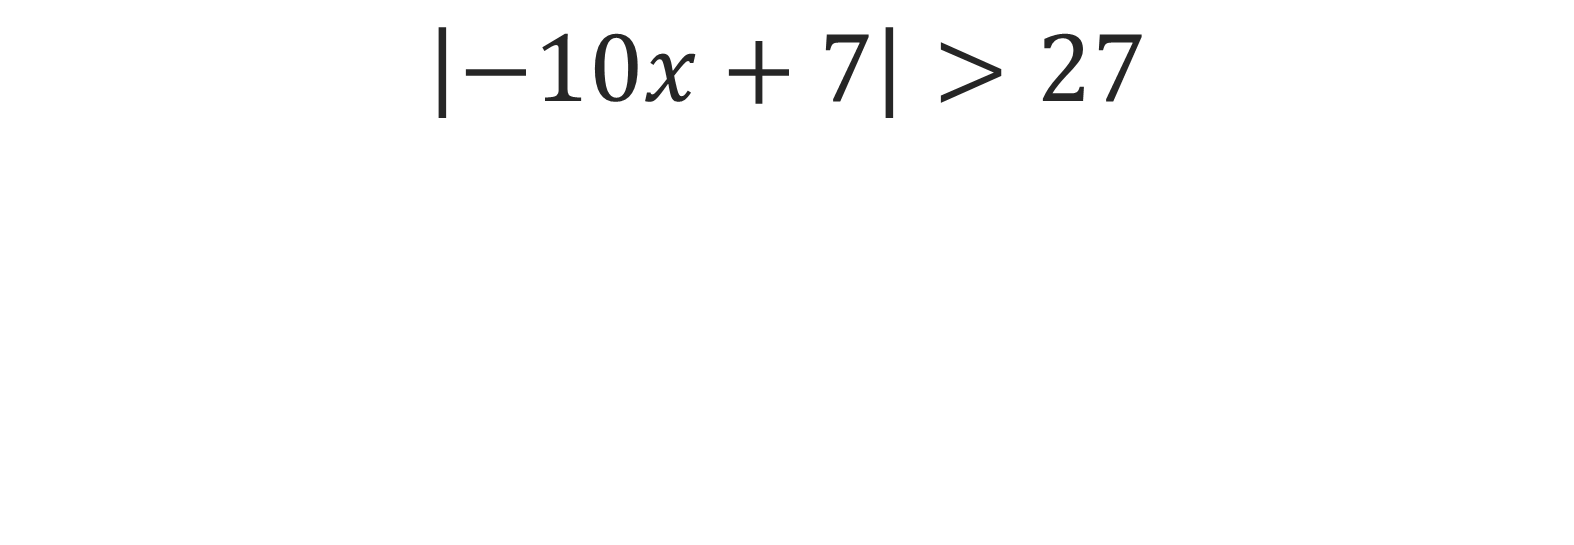 |−10x + 7| > 27